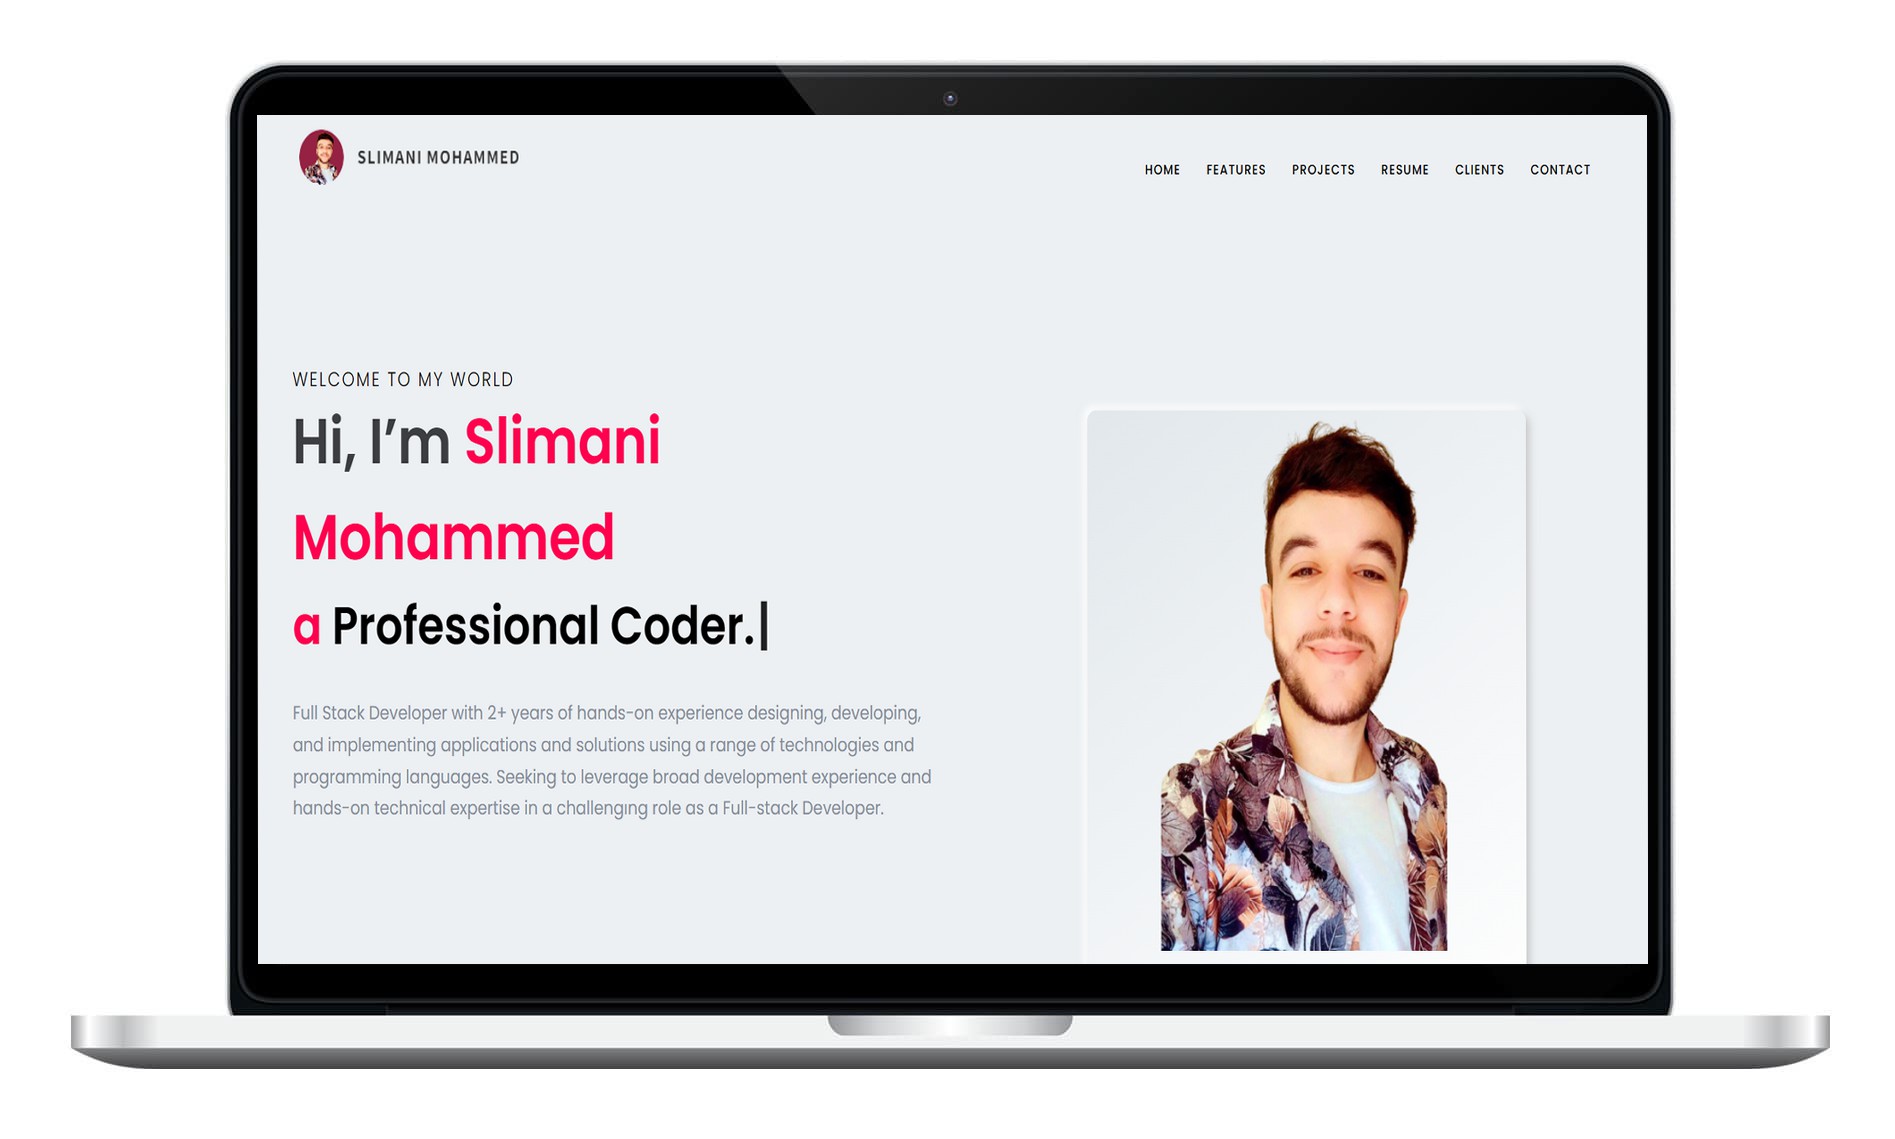 SLIMANI MOHAMMED
HOME FEATURES PROJECTS RESUME CLIENTS CONTACT
WELCOME TO MY WORLD
Hi, I’m Slimani
Mohammed
a Professional Coder.|
Full Stack Developer with 2+ years of hands-on experience designing, developing,
and implementing applications and solutions using a range of technologies and
programming languages. Seeking to leverage broad development experience and
hands-on technical expertise in a challenging role as a Full-stack Developer.